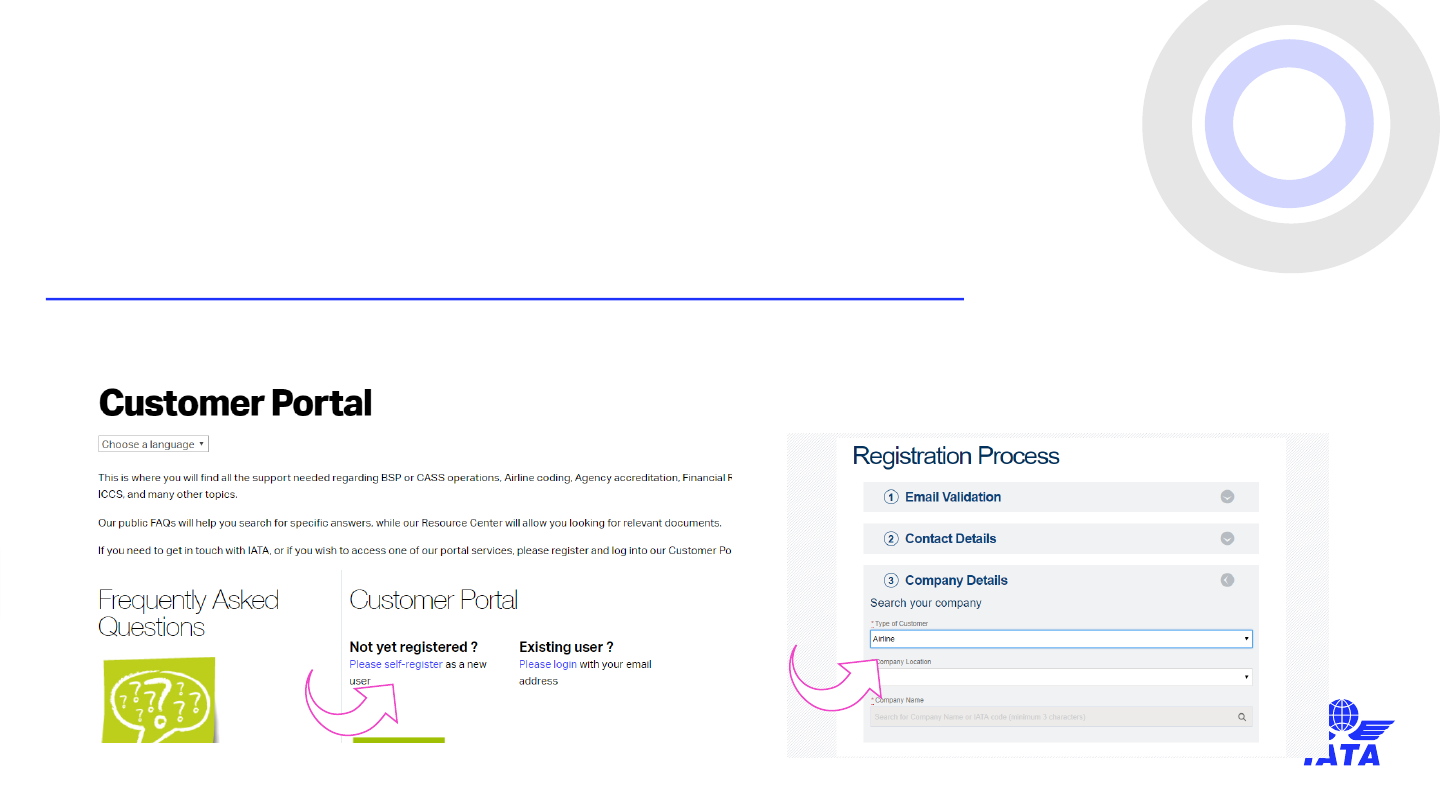 Customer Portal
Choose a language
This is where you will find all the support needed regarding BSP or CASS operations, Airline coding, Agency accreditation, Financial F
ICCS, and many other topics.
Our public FAQs will help you search for specific answers, while our Resource Center will allow you looking for relevant documents.
If you need to get in touch with IATA, or if you wish to access one of our portal services, please register and log into our Customer Po
Frequently Asked
Questions
Customer Portal
Not yet registered ?
Please self-register as a new
user
Existing user ?
Please login with your email
address
Registration Process
1 Email Validation
2 Contact Details
3 Company Details
Search your company
* Type of Customer
Airline
Company Location
* Company Name
Search for Company Name or IATA code (minimum 3 characters)
IATA